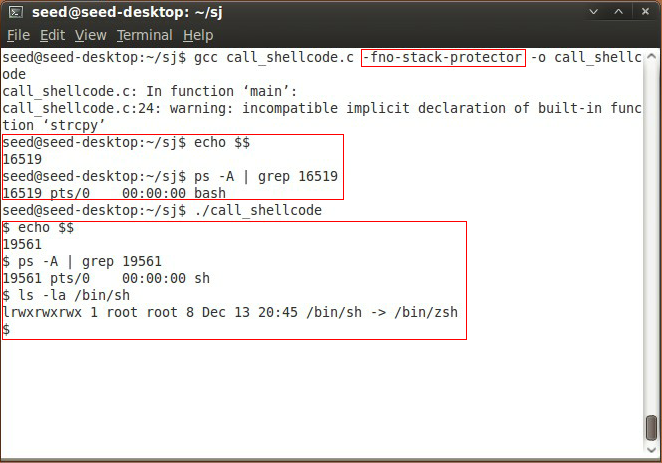 seed@seed-desktop: ~/sj
File Edit View Terminal Help
seed@seed-desktop:~/sj$ gcc call_shellcode.c -fno-stack-protector -o call_shellc
ode
call_shellcode.c: In function ‘main’:
call_shellcode.c:24: warning: incompatible implicit declaration of built-in func
tion ‘strcpy’
seed@seed-desktop:~/sj$ echo $$
16519
seed@seed-desktop:~/sj$ ps -A | grep 16519
16519 pts/0    00:00:00 bash
seed@seed-desktop:~/sj$ ./call_shellcode
$ echo $$
19561
$ ps -A | grep 19561
19561 pts/0    00:00:00 sh
$ ls -la /bin/sh
lrwxrwxrwx 1 root root 8 Dec 13 20:45 /bin/sh -> /bin/zsh
$